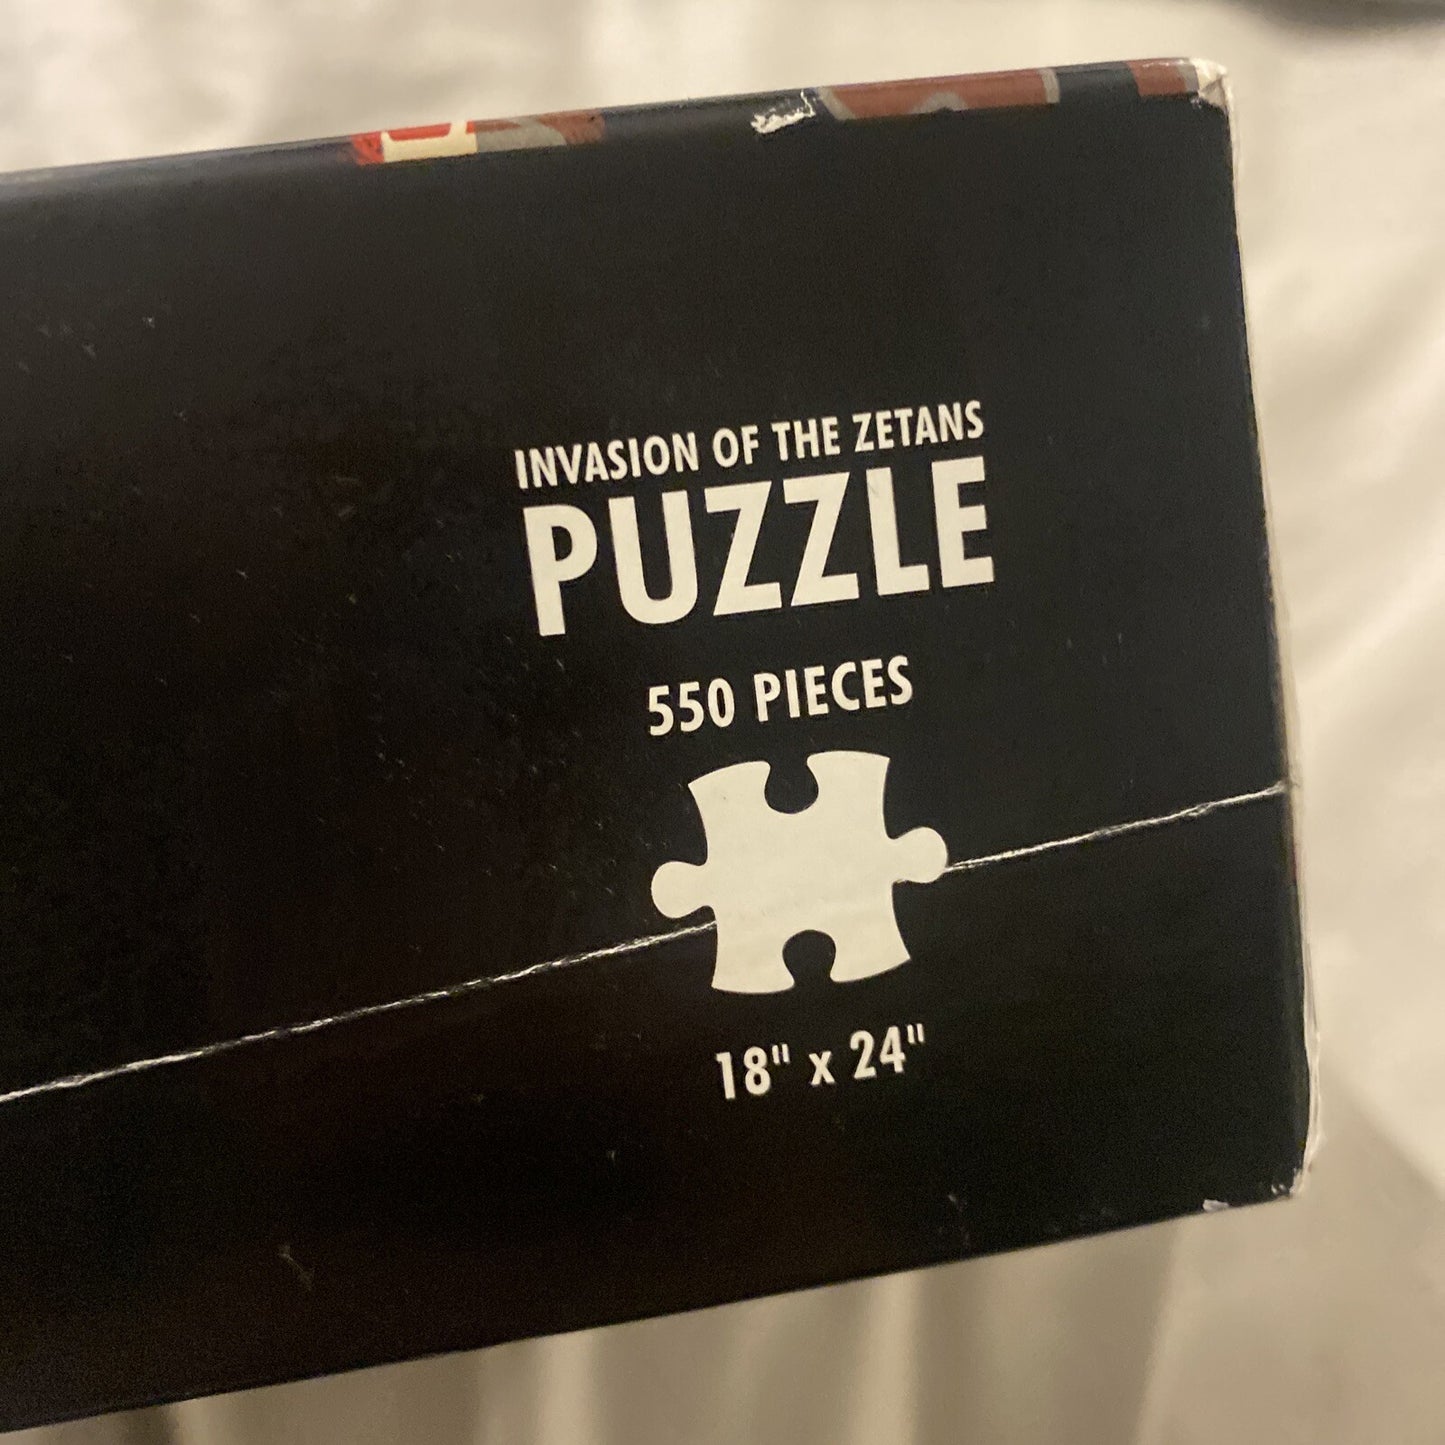 INVASION OF THE ZETANS
PUZZLE
550 PIECES
18" x 24"